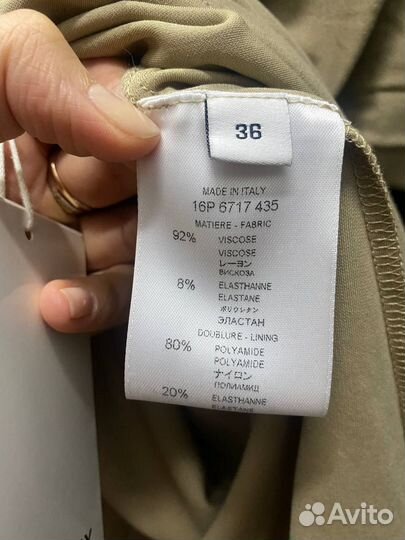 36
MADE IN ITALY
16P 6717 435
MATIERE - FABRIC
92% VISCOSE
VISCOSE
レーヨン
ВИСКОЗА
8% ELASTHANNE
ELASTANE
ポリウレタン
ЭЛАСТАН
DOUBLURE - LINING
80% POLYAMIDE
POLYAMIDE
ナイロン
ПОЛИАМИД
20% ELASTHANNE
ELASTANE
Avito